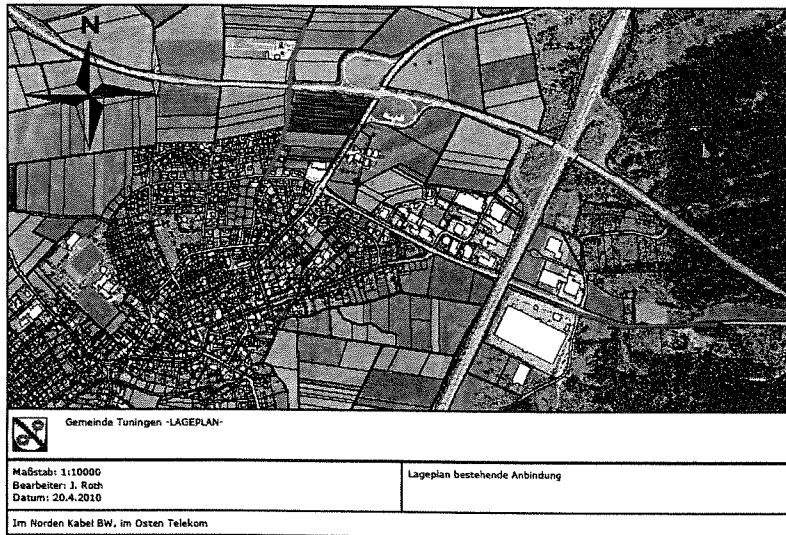 N
Gemeinde Tuningen -LAGEPLAN-
Maßstab: 1:10000
Bearbeiter: J. Roth
Datum: 20.4.2010
Lageplan bestehende Anbindung
Im Norden Kabel BW, im Osten Telekom